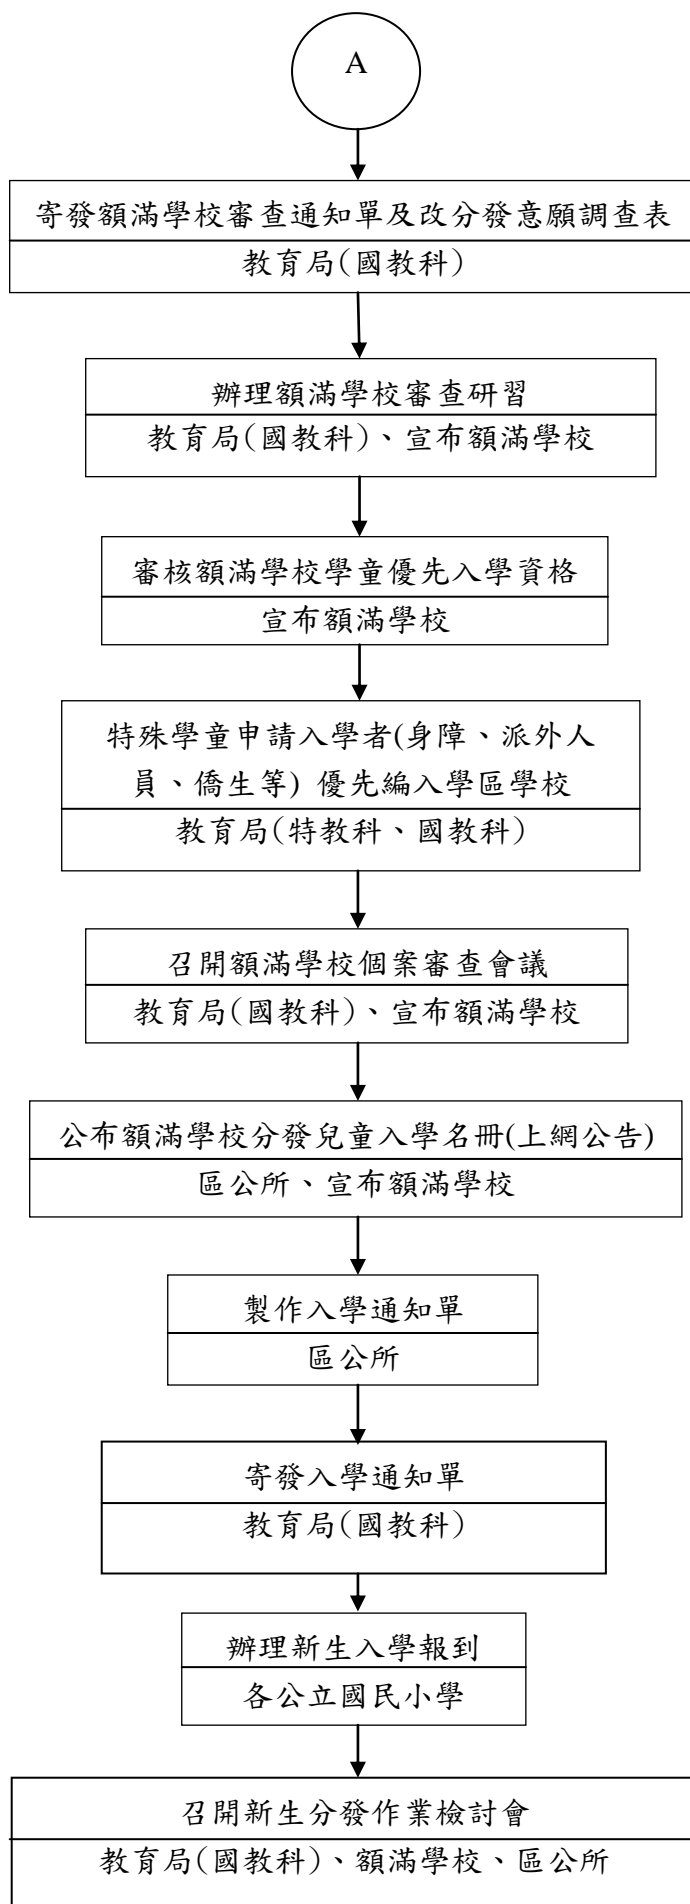 A
寄發額滿學校審查通知單及改分發意願調查表
教育局(國教科)
辦理額滿學校審查研習
教育局(國教科)、宣布額滿學校
審核額滿學校學童優先入學資格
宣布額滿學校
特殊學童申請入學者(身障、派外人
員、僑生等) 優先編入學區學校
教育局(特教科、國教科)
召開額滿學校個案審查會議
教育局(國教科)、宣布額滿學校
公布額滿學校分發兒童入學名冊(上網公告)
區公所、宣布額滿學校
製作入學通知單
區公所
寄發入學通知單
教育局(國教科)
辦理新生入學報到
各公立國民小學
召開新生分發作業檢討會
教育局(國教科)、額滿學校、區公所